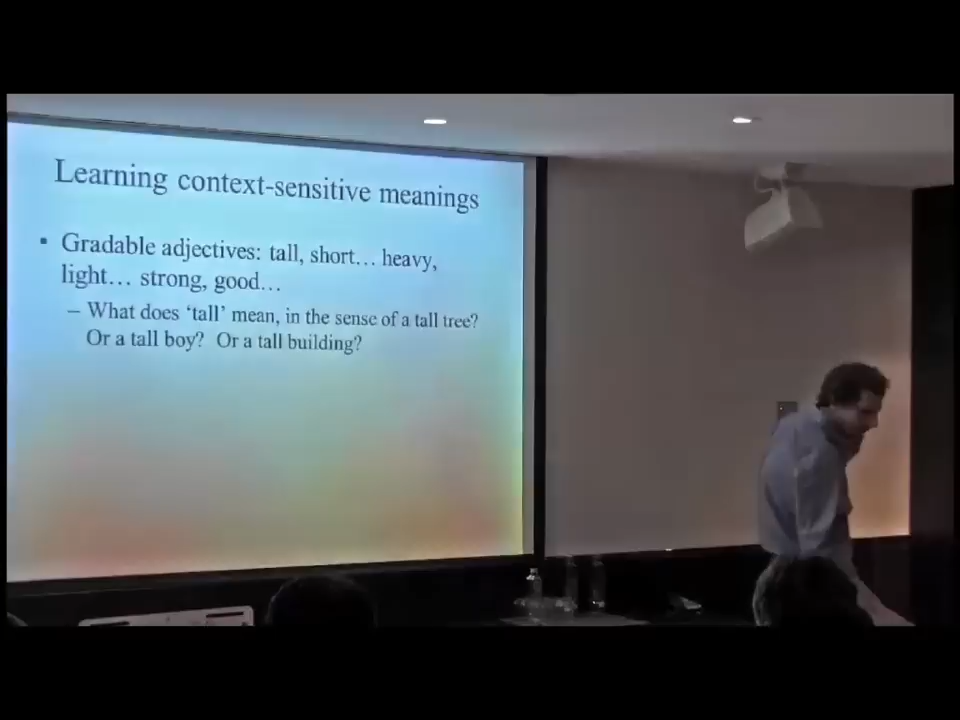 Learning context-sensitive meanings
▪ Gradable adjectives: tall, short… heavy,
light… strong, good…
– What does ‘tall’ mean, in the sense of a tall tree?
Or a tall boy?  Or a tall building?